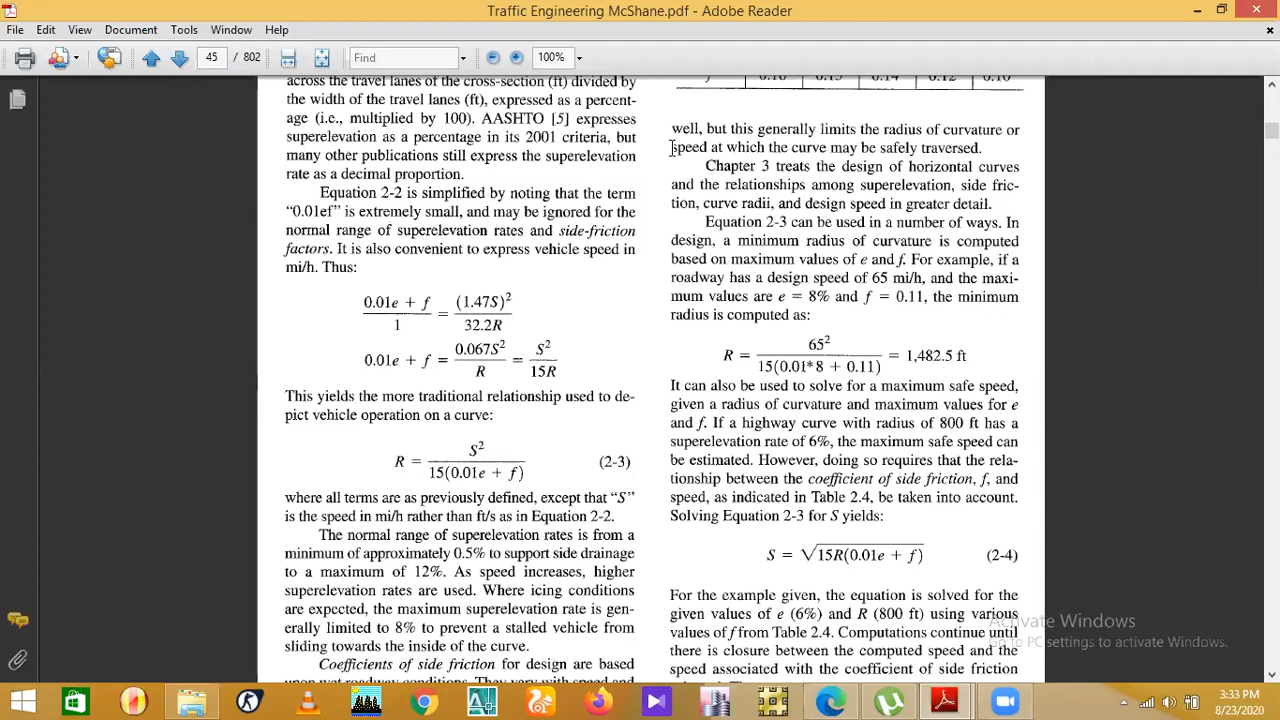 Traffic Engineering McShane.pdf - Adobe Reader
File Edit View Document Tools Window Help
45 / 802 Find 100%
across the travel lanes of the cross-section (ft) divided by
the width of the travel lanes (ft), expressed as a percent-
age (i.e., multiplied by 100). AASHTO [5] expresses
superelevation as a percentage in its 2001 criteria, but
many other publications still express the superelevation
rate as a decimal proportion.
Equation 2-2 is simplified by noting that the term
“0.01ef” is extremely small, and may be ignored for the
normal range of superelevation rates and side-friction
factors. It is also convenient to express vehicle speed in
mi/h. Thus:
0.01e + f / 1 = (1.47S)² / 32.2R
0.01e + f = 0.067S² / R = S² / 15R
This yields the more traditional relationship used to de-
pict vehicle operation on a curve:
R = S² / 15(0.01e + f) (2-3)
where all terms are as previously defined, except that “S”
is the speed in mi/h rather than ft/s as in Equation 2-2.
The normal range of superelevation rates is from a
minimum of approximately 0.5% to support side drainage
to a maximum of 12%. As speed increases, higher
superelevation rates are used. Where icing conditions
are expected, the maximum superelevation rate is gen-
erally limited to 8% to prevent a stalled vehicle from
sliding towards the inside of the curve.
Coefficients of side friction for design are based
upon wet roadway conditions. They vary with speed and
f 0.16 0.15 0.14 0.12 0.10
well, but this generally limits the radius of curvature or
speed at which the curve may be safely traversed.
Chapter 3 treats the design of horizontal curves
and the relationships among superelevation, side fric-
tion, curve radii, and design speed in greater detail.
Equation 2-3 can be used in a number of ways. In
design, a minimum radius of curvature is computed
based on maximum values of e and f. For example, if a
roadway has a design speed of 65 mi/h, and the maxi-
mum values are e = 8% and f = 0.11, the minimum
radius is computed as:
R = 65² / 15(0.01*8 + 0.11) = 1,482.5 ft
It can also be used to solve for a maximum safe speed,
given a radius of curvature and maximum values for e
and f. If a highway curve with radius of 800 ft has a
superelevation rate of 6%, the maximum safe speed can
be estimated. However, doing so requires that the rela-
tionship between the coefficient of side friction, f, and
speed, as indicated in Table 2.4, be taken into account.
Solving Equation 2-3 for S yields:
S = √15R(0.01e + f) (2-4)
For the example given, the equation is solved for the
given values of e (6%) and R (800 ft) using various
values of f from Table 2.4. Computations continue until
there is closure between the computed speed and the
speed associated with the coefficient of side friction
Activate Windows
Go to PC settings to activate Windows.
3:33 PM
8/23/2020